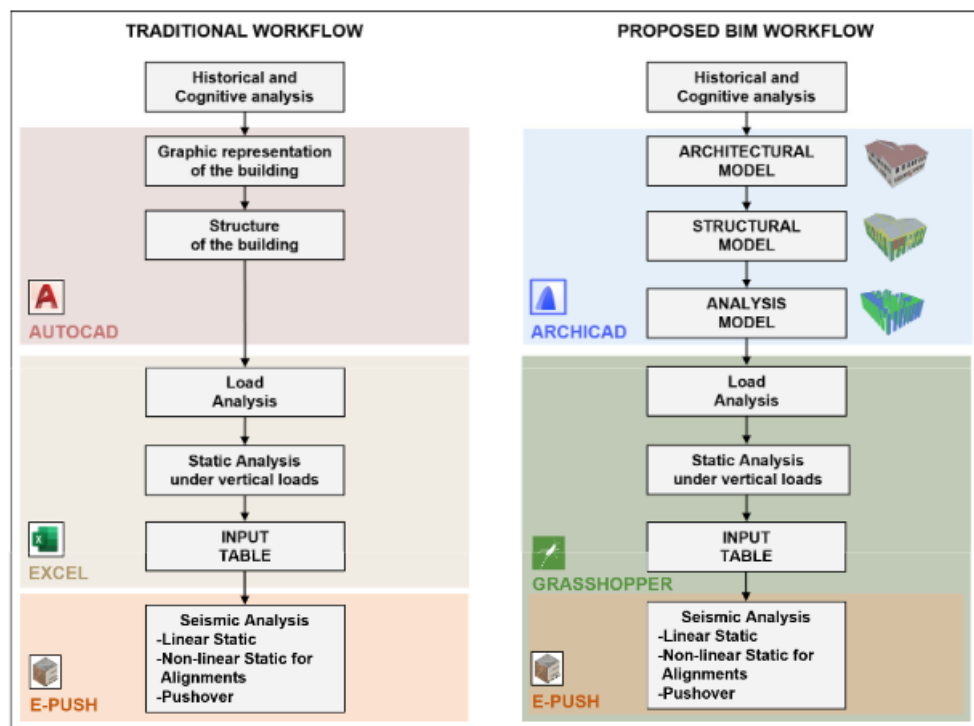 TRADITIONAL WORKFLOW
Historical and
Cognitive analysis
Graphic representation
of the building
Structure
of the building
AUTOCAD
Load
Analysis
Static Analysis
under vertical loads
INPUT
TABLE
EXCEL
Seismic Analysis
-Linear Static
-Non-linear Static for
Alignments
-Pushover
E-PUSH
PROPOSED BIM WORKFLOW
Historical and
Cognitive analysis
ARCHITECTURAL
MODEL
STRUCTURAL
MODEL
ANALYSIS
MODEL
ARCHICAD
Load
Analysis
Static Analysis
under vertical loads
INPUT
TABLE
GRASSHOPPER
Seismic Analysis
-Linear Static
-Non-linear Static for
Alignments
-Pushover
E-PUSH